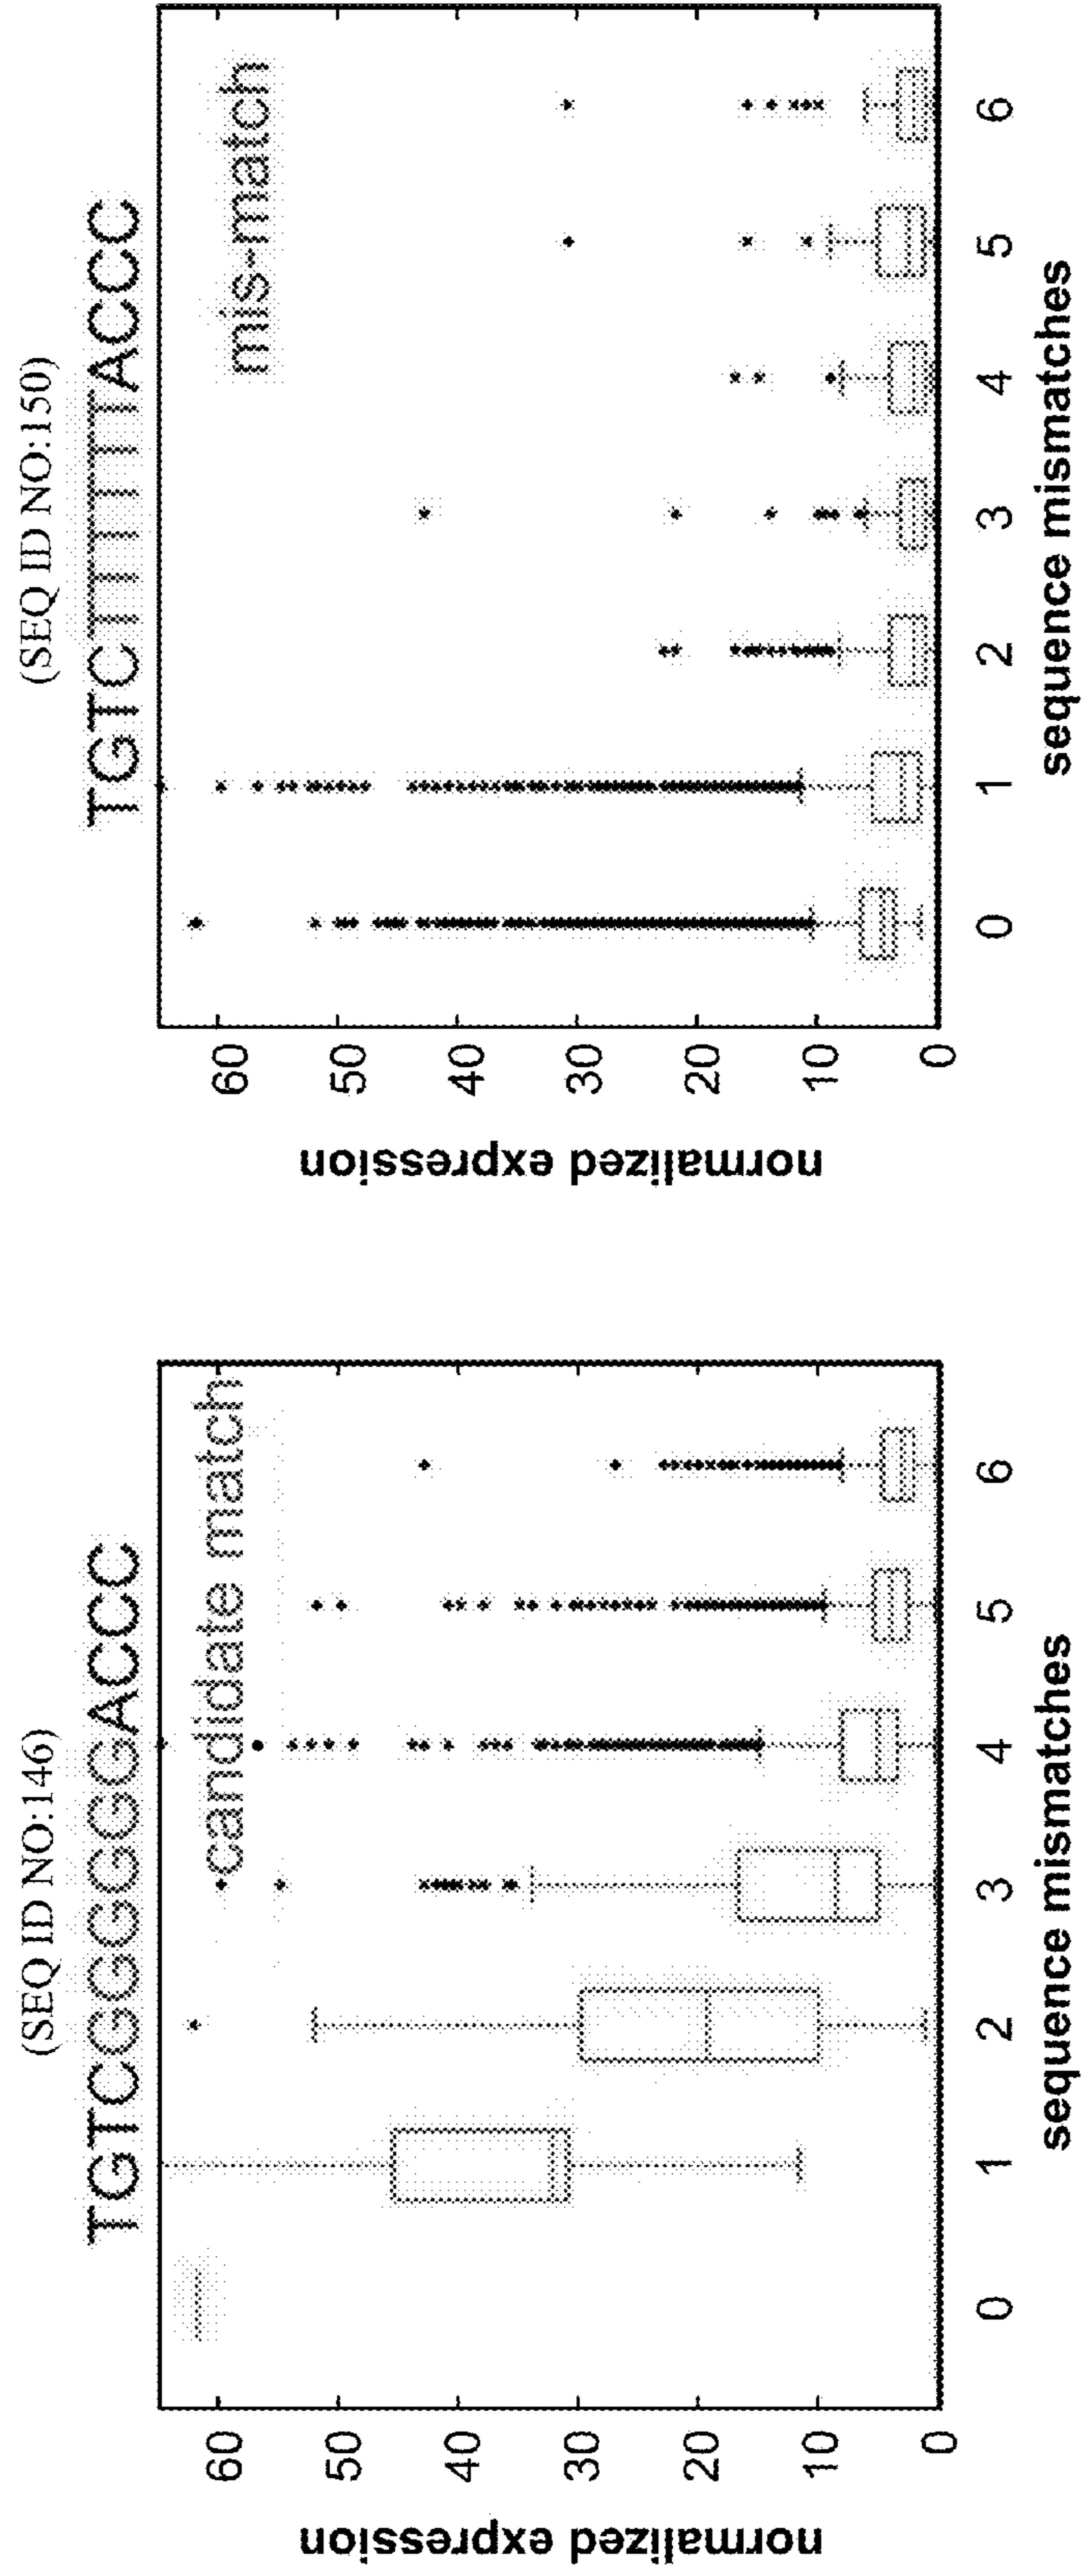 (SEQ ID NO:146)
TGTCGGGGGGGACCC
candidate match
normalized expression
60
50
40
30
20
10
0
0 1 2 3 4 5 6
sequence mismatches
(SEQ ID NO:150)
TGTCTTTTTTTACCC
mis-match
normalized expression
60
50
40
30
20
10
0
0 1 2 3 4 5 6
sequence mismatches